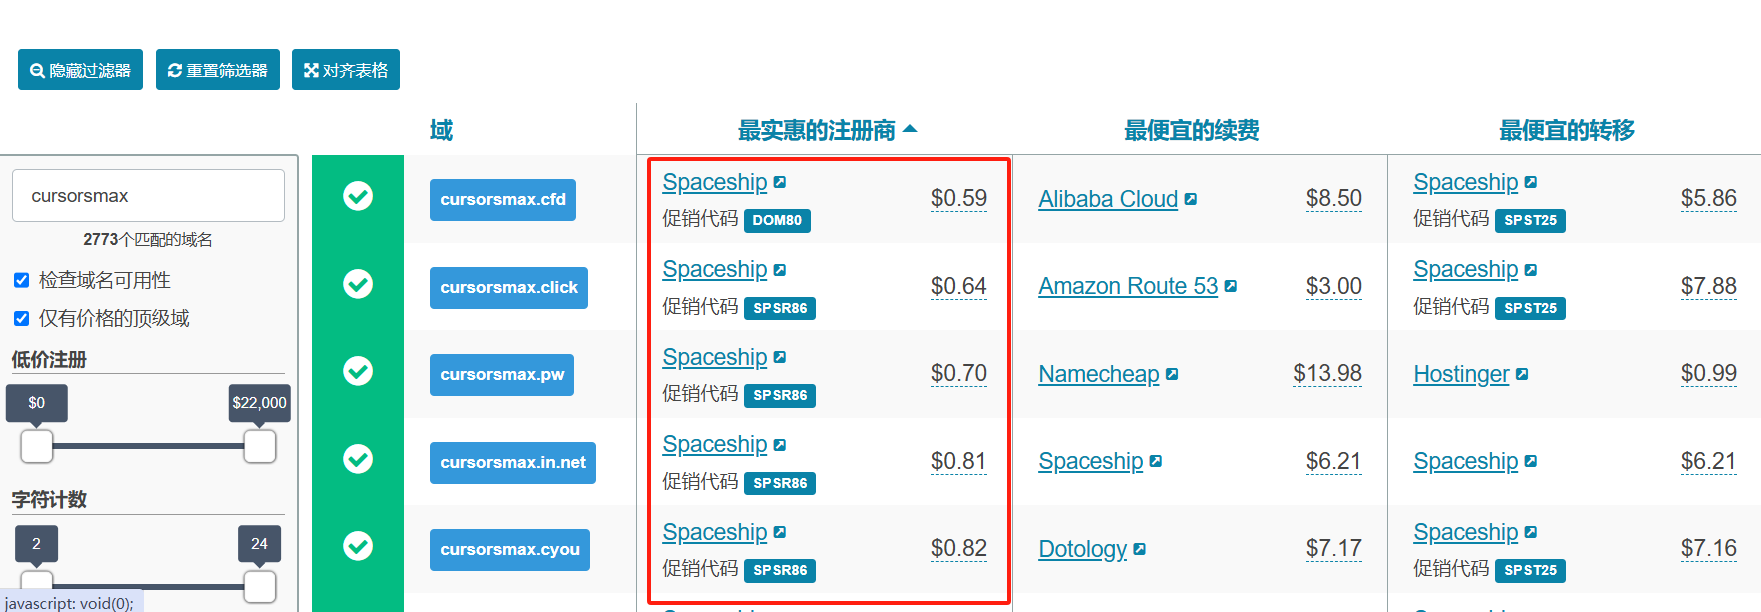 隐藏过滤器 重置筛选器 对齐表格
域 最实惠的注册商 最便宜的续费 最便宜的转移
cursorsmax
2773个匹配的域名
检查域名可用性
仅有价格的顶级域
低价注册
$0 $22,000
字符计数
2 24
cursorsmax.cfd Spaceship $0.59 Alibaba Cloud $8.50 Spaceship $5.86
促销代码 DOM80 促销代码 SPST25
cursorsmax.click Spaceship $0.64 Amazon Route 53 $3.00 Spaceship $7.88
促销代码 SPSR86 促销代码 SPST25
cursorsmax.pw Spaceship $0.70 Namecheap $13.98 Hostinger $0.99
促销代码 SPSR86
cursorsmax.in.net Spaceship $0.81 Spaceship $6.21 Spaceship $6.21
促销代码 SPSR86
cursorsmax.cyou Spaceship $0.82 Dotology $7.17 Spaceship $7.16
促销代码 SPSR86 促销代码 SPST25
javascript: void(0);